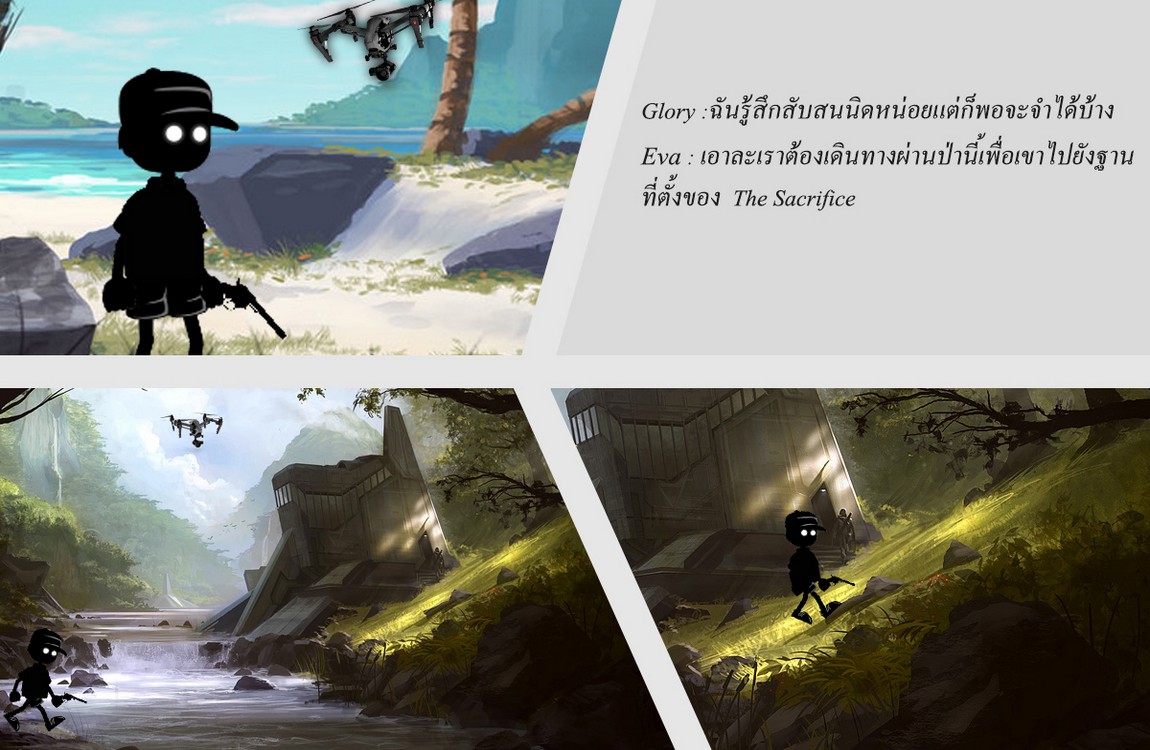 Glory :ฉันรู้สึกสับสนนิดหน่อยแต่ก็พอจะจำได้บ้าง
Eva : เอาละเราต้องเดินทางผ่านป่านี้เพื่อเขาไปยังฐาน
ที่ตั้งของ The Sacrifice